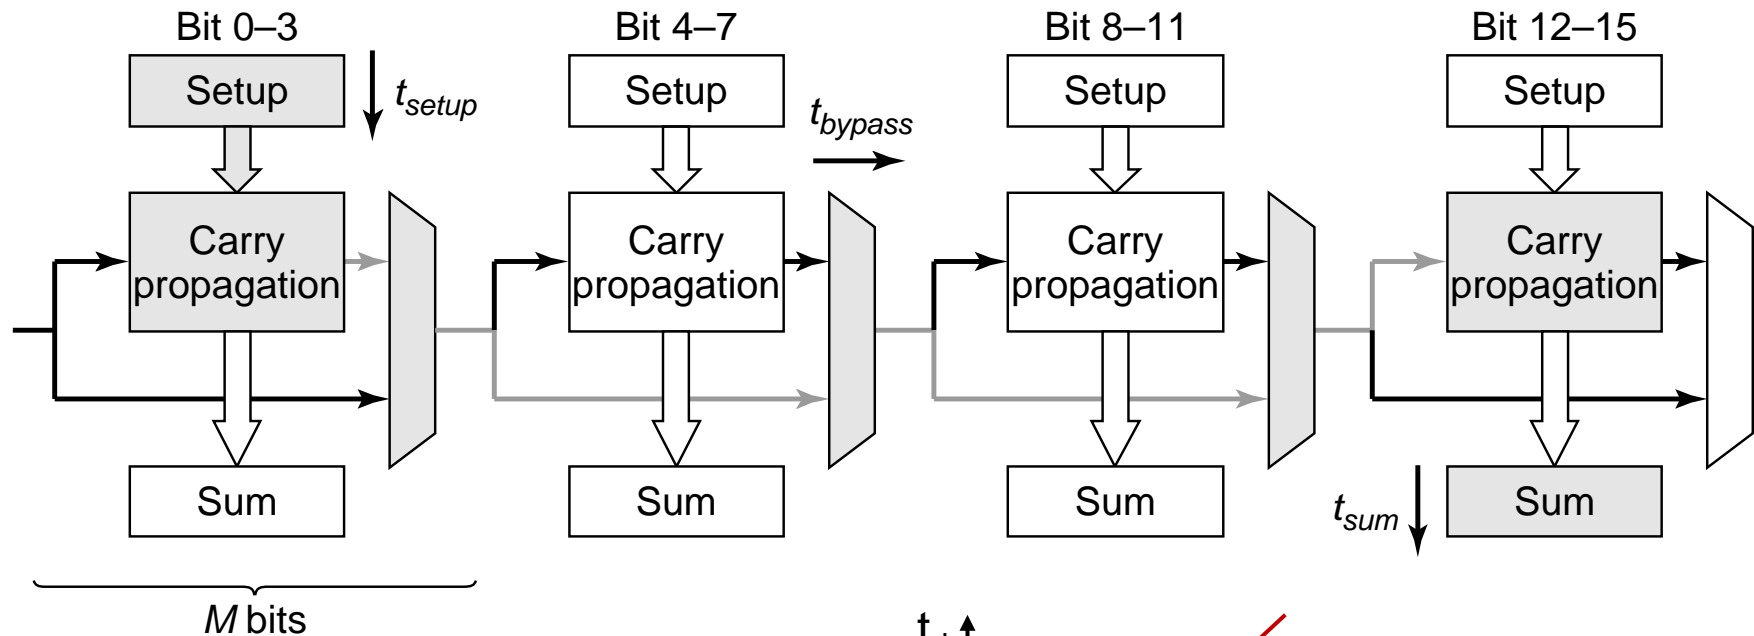 Bit 0–3
Bit 4–7
Bit 8–11
Bit 12–15
Setup
t_setup
Setup
t_bypass
Setup
Setup
Carry
propagation
Carry
propagation
Carry
propagation
Carry
propagation
Sum
Sum
Sum
t_sum
Sum
M bits